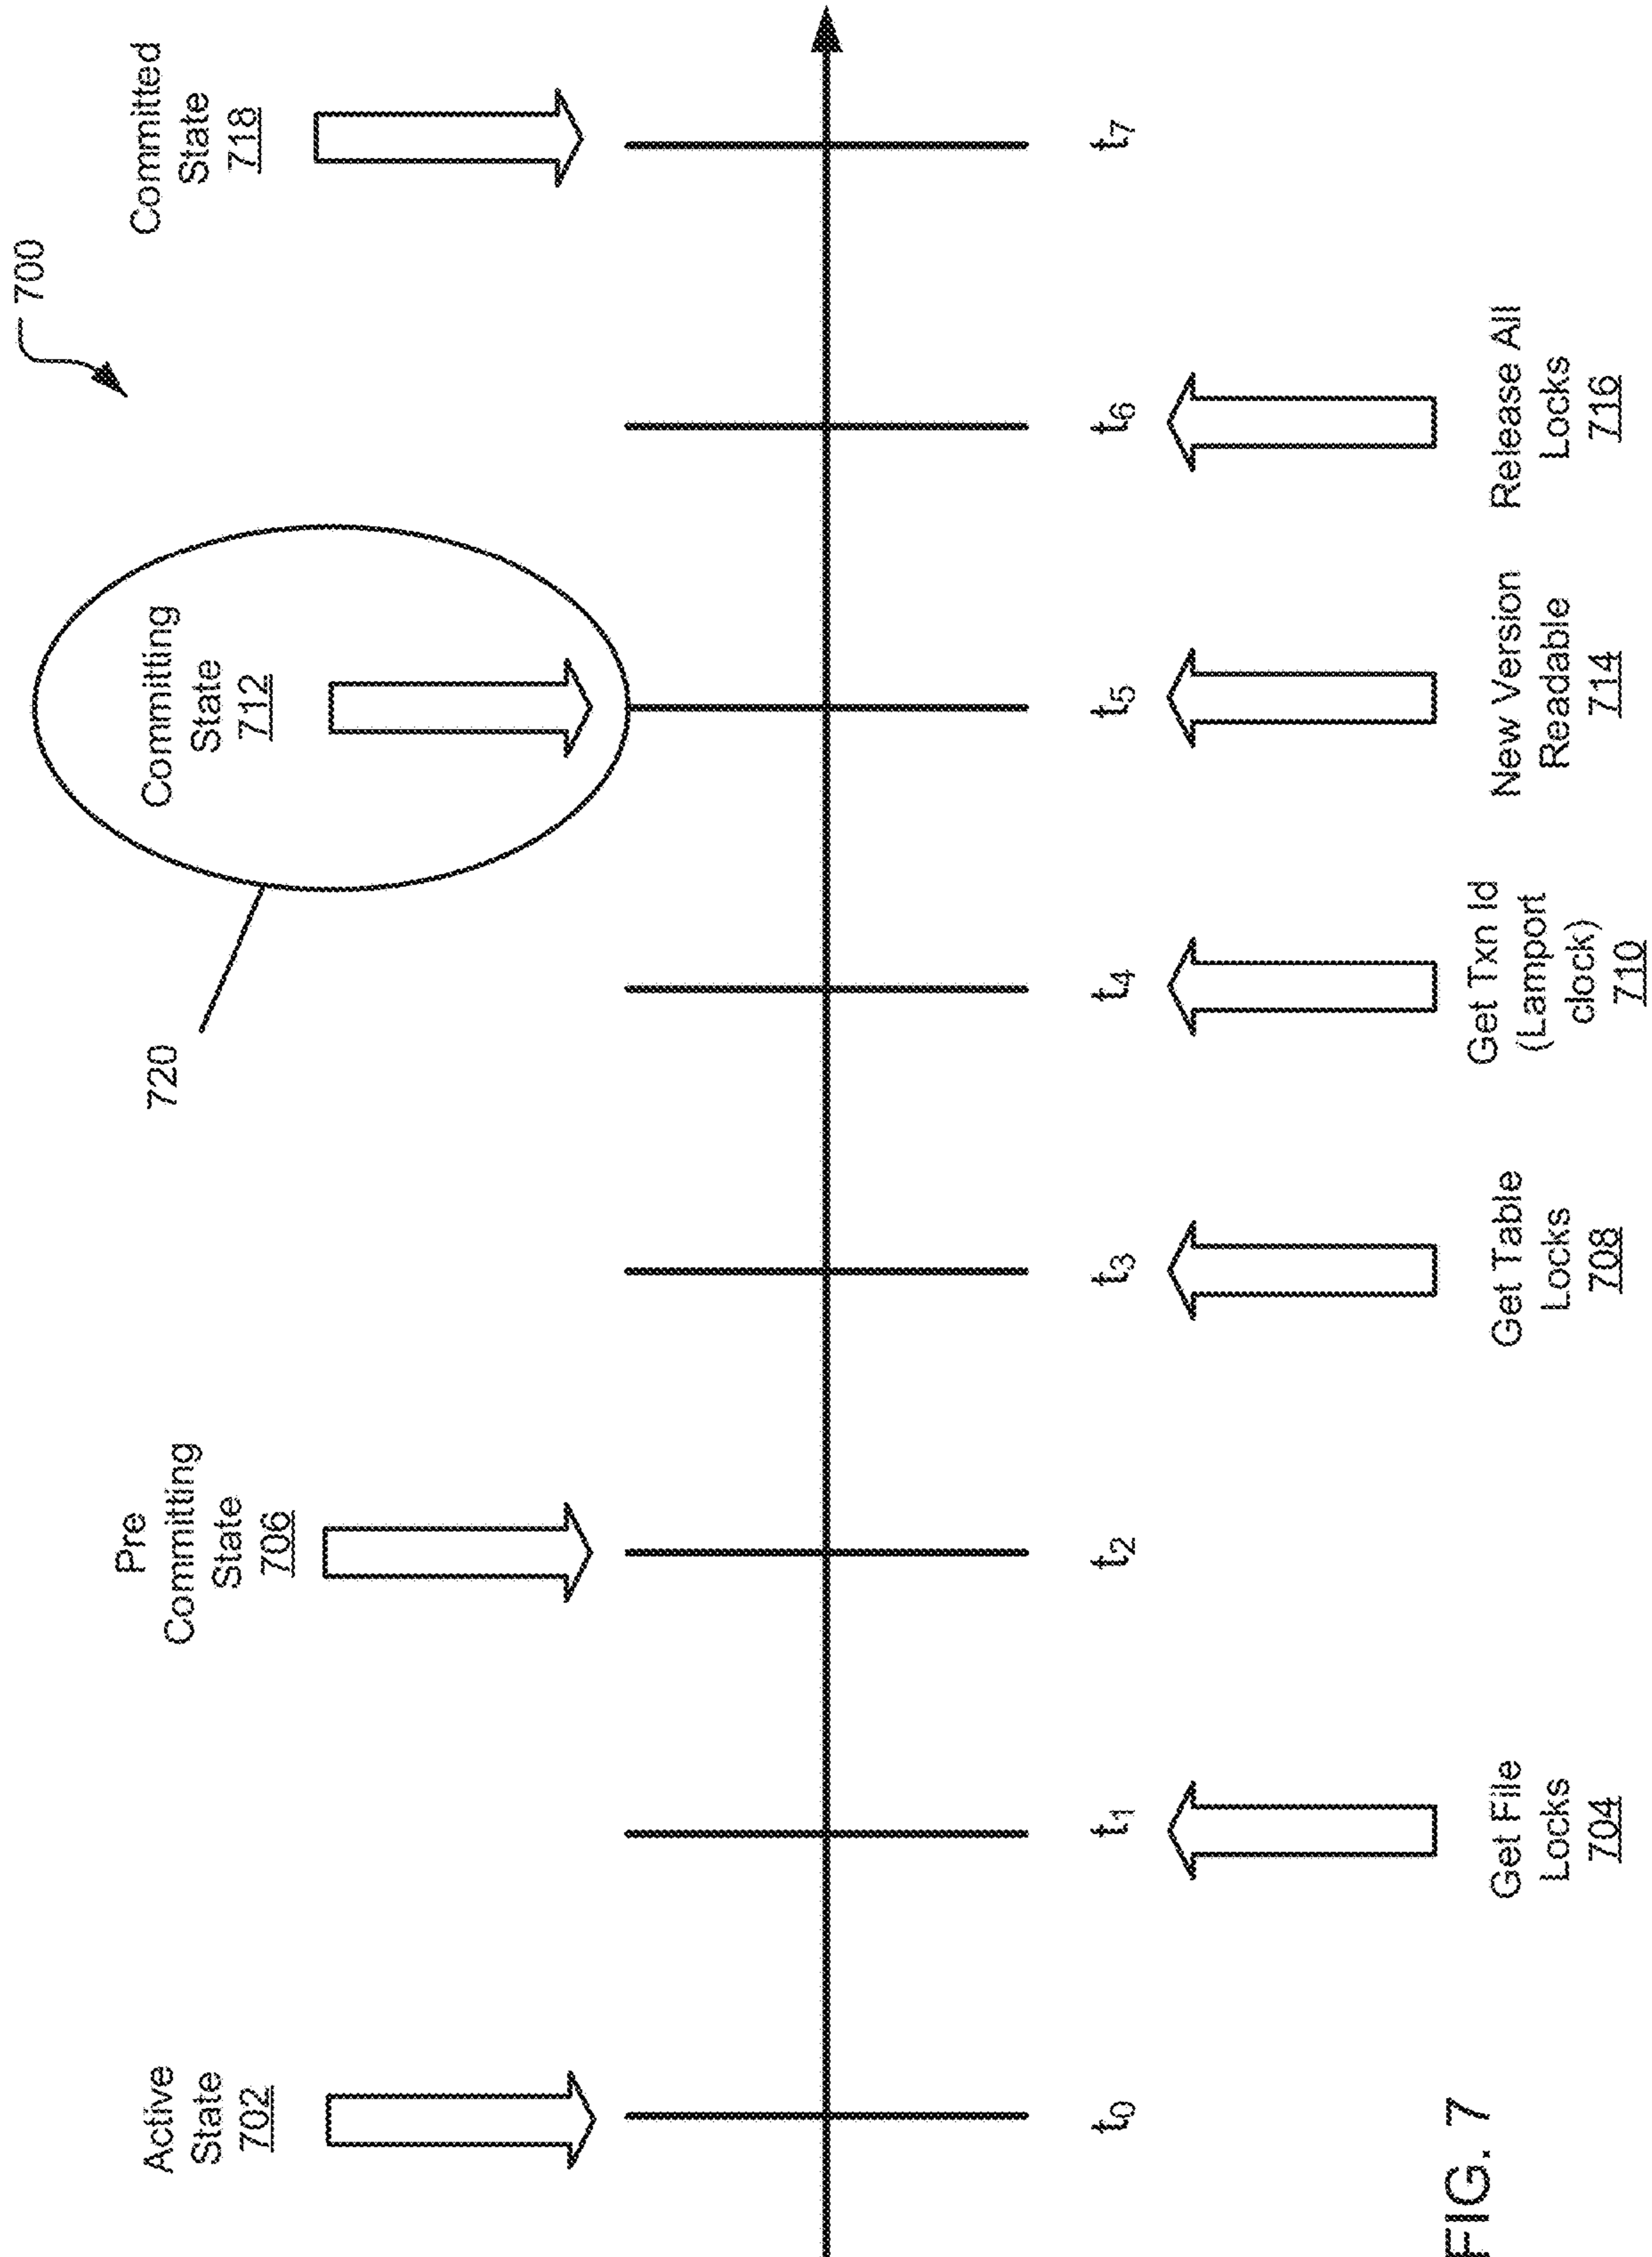 700
Active
State
702
Pre
Committing
State
706
720
Committing
State
712
Committed
State
718
t0
t1
t2
t3
t4
t5
t6
t7
Get File
Locks
704
Get Table
Locks
708
Get Txn Id
(Lamport
clock)
710
New Version
Readable
714
Release All
Locks
716
FIG. 7